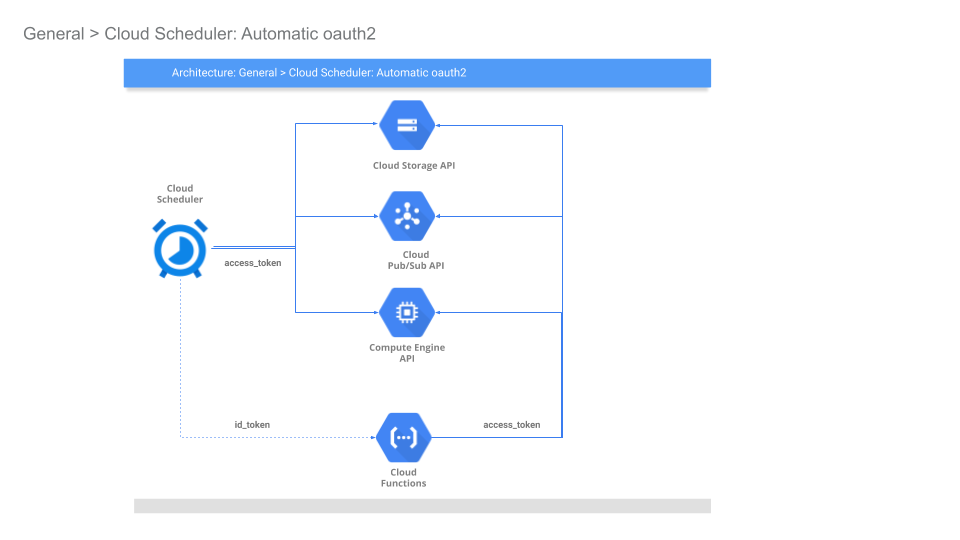 General > Cloud Scheduler: Automatic oauth2
Architecture: General > Cloud Scheduler: Automatic oauth2
Cloud Storage API
Cloud
Scheduler
Cloud
Pub/Sub API
access_token
Compute Engine
API
id_token
access_token
Cloud
Functions